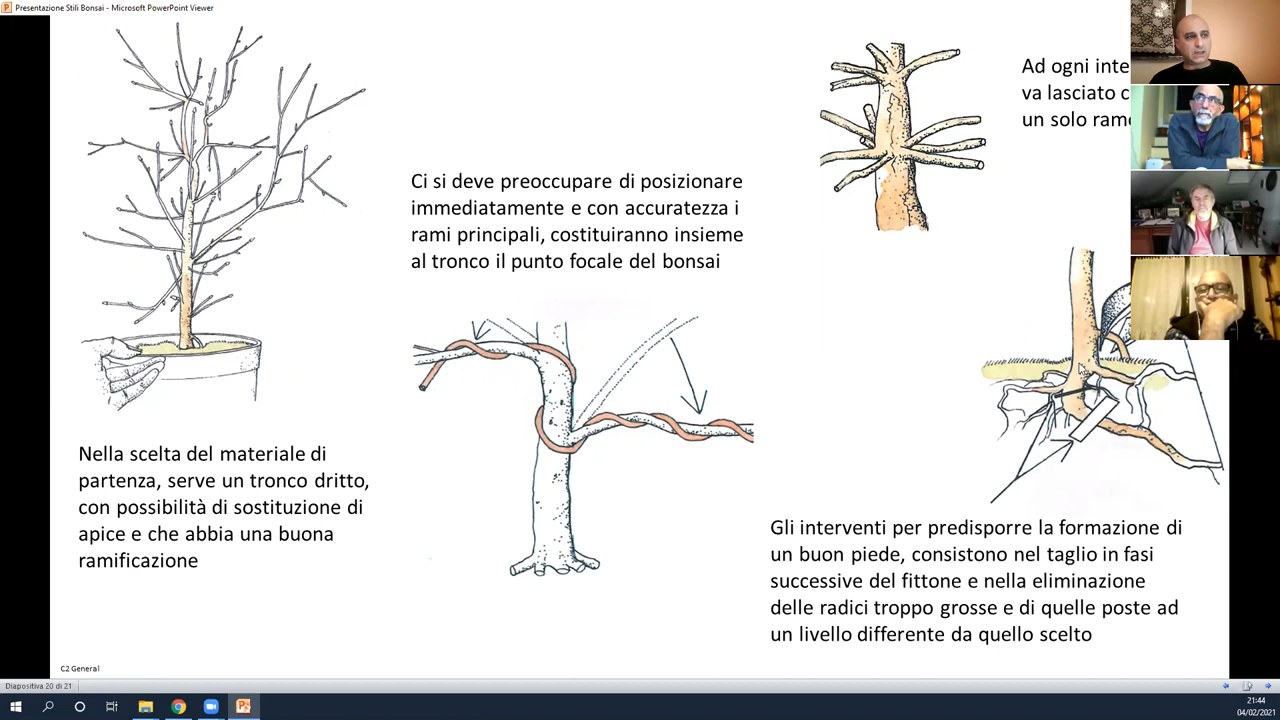 Presentazione Stili Bonsai - Microsoft PowerPoint Viewer
Ad ogni inte
va lasciato c
un solo ramo
Ci si deve preoccupare di posizionare
immediatamente e con accuratezza i
rami principali, costituiranno insieme
al tronco il punto focale del bonsai
Nella scelta del materiale di
partenza, serve un tronco dritto,
con possibilità di sostituzione di
apice e che abbia una buona
ramificazione
Gli interventi per predisporre la formazione di
un buon piede, consistono nel taglio in fasi
successive del fittone e nella eliminazione
delle radici troppo grosse e di quelle poste ad
un livello differente da quello scelto
C2 General
Diapositiva 20 di 21
21:44
04/02/2021